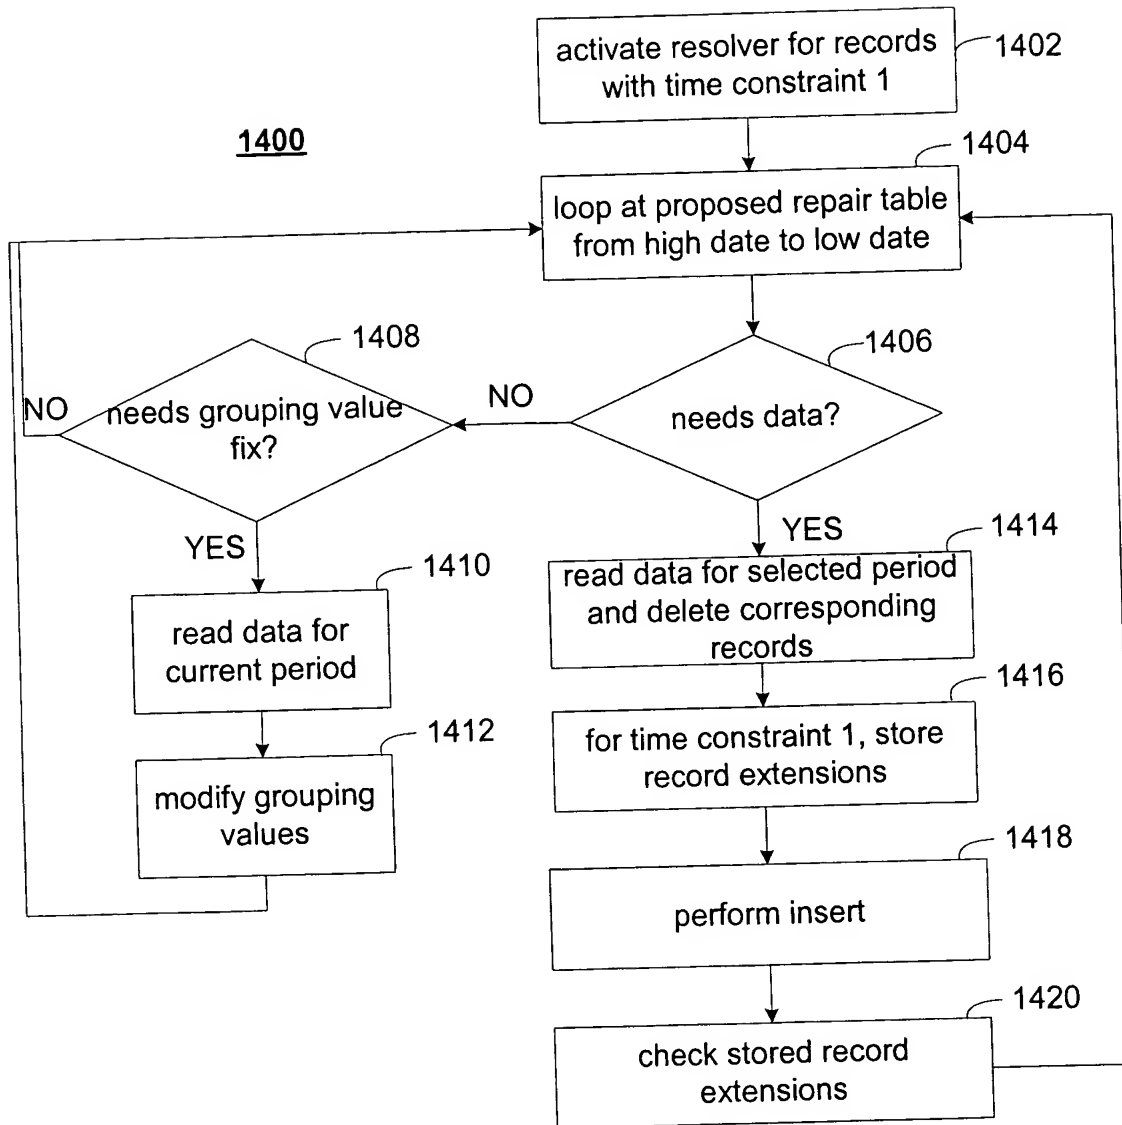 activate resolver for records
with time constraint 1
1402
1400
1404
loop at proposed repair table
from high date to low date
1408
1406
NO
needs grouping value
fix?
NO
needs data?
YES
YES
1414
1410
read data for selected period
and delete corresponding
records
read data for
current period
1416
1412
for time constraint 1, store
record extensions
modify grouping
values
1418
perform insert
1420
check stored record
extensions